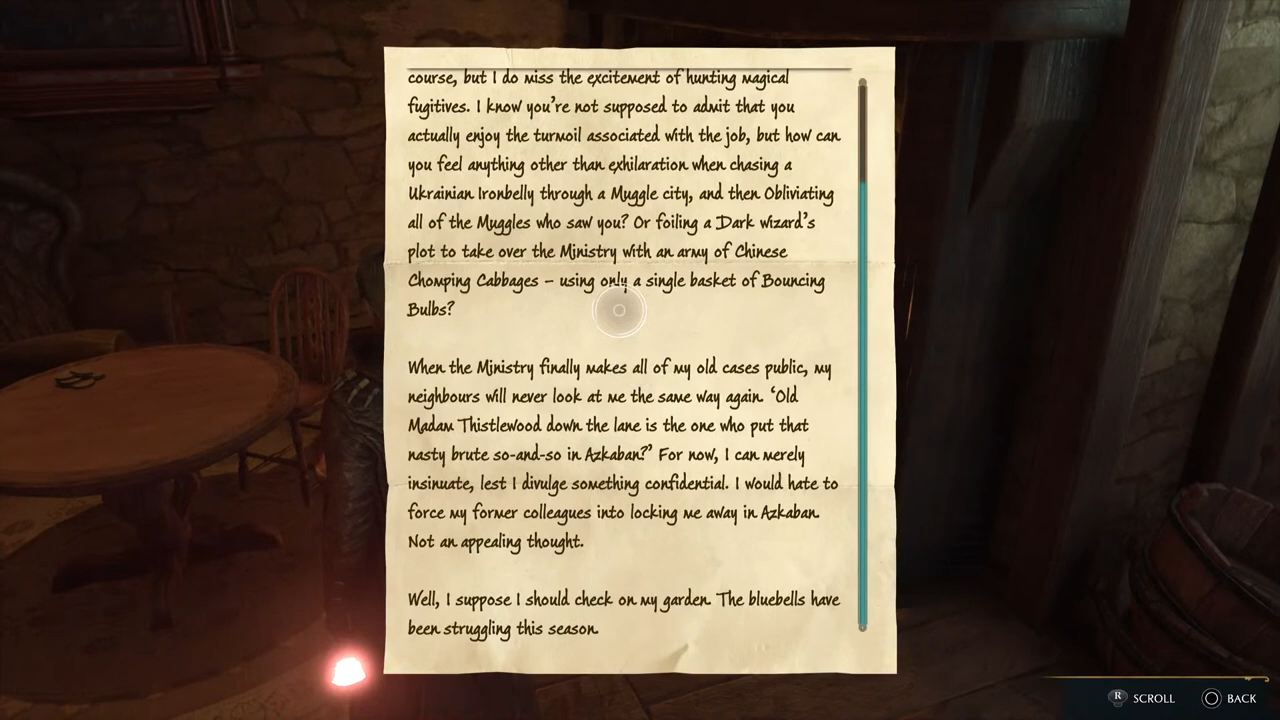 course, but I do miss the excitement of hunting magical
fugitives. I know you're not supposed to admit that you
actually enjoy the turmoil associated with the job, but how can
you feel anything other than exhilaration when chasing a
Ukrainian Ironbelly through a Muggle city, and then Obliviating
all of the Muggles who saw you? Or foiling a Dark wizard's
plot to take over the Ministry with an army of Chinese
Chomping Cabbages – using only a single basket of Bouncing
Bulbs?
When the Ministry finally makes all of my old cases public, my
neighbours will never look at me the same way again. 'Old
Madam Thistlewood down the lane is the one who put that
nasty brute so-and-so in Azkaban?' For now, I can merely
insinuate, lest I divulge something confidential. I would hate to
force my former colleagues into locking me away in Azkaban.
Not an appealing thought.
Well, I suppose I should check on my garden. The bluebells have
been struggling this season.
R SCROLL BACK